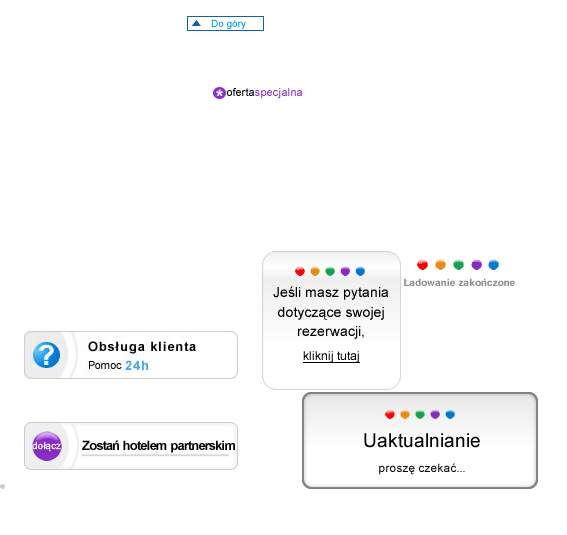 Do góry
*ofertaspecjalna
Jeśli masz pytania
dotyczące swojej
rezerwacji,
kliknij tutaj
Ładowanie zakończone
Obsługa klienta
Pomoc 24h
?
dołącz
Zostań hotelem partnerskim
Uaktualnianie
proszę czekać...